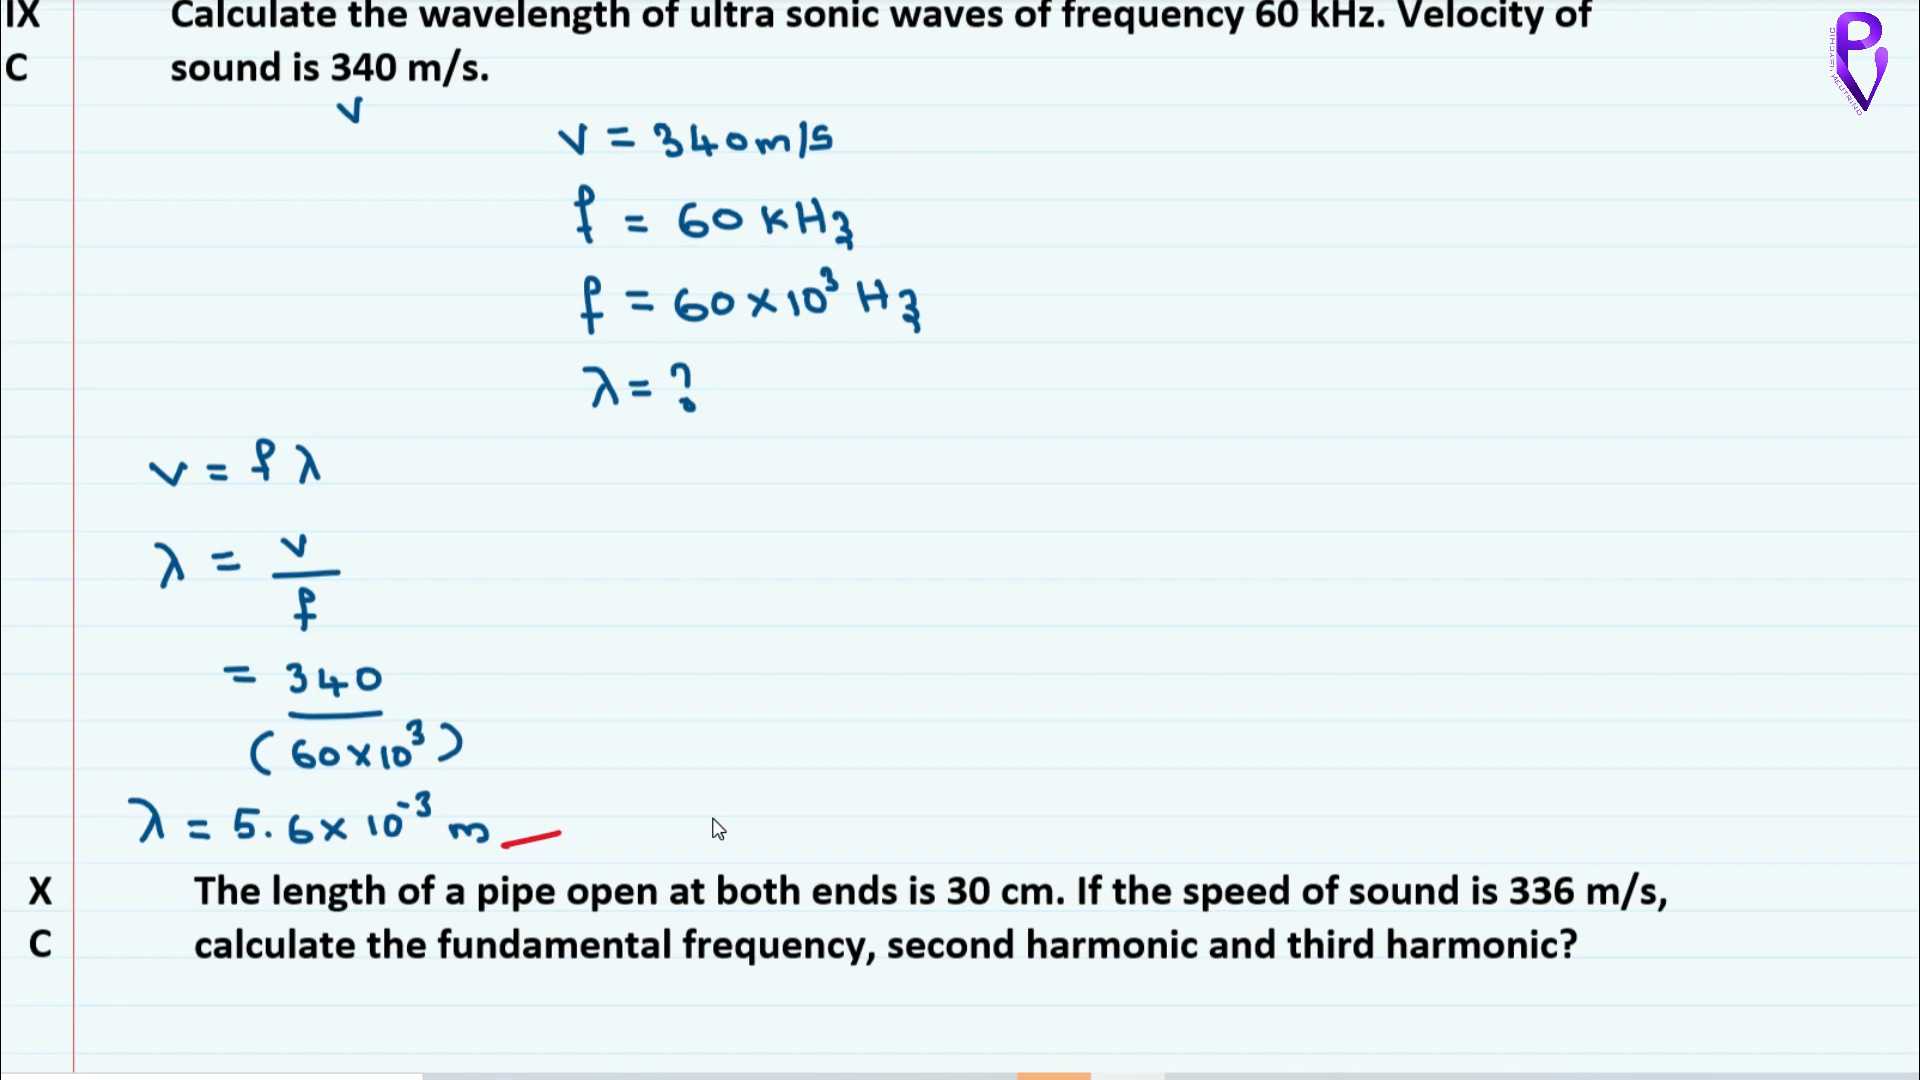 IX Calculate the wavelength of ultra sonic waves of frequency 60 kHz. Velocity of
C sound is 340 m/s.
v
v = 340 m/s
f = 60 kHz
f = 60 × 10³ Hz
λ = ?
v = f λ
λ = v / f
= 340 / (60 × 10³)
λ = 5.6 × 10⁻³ m
X The length of a pipe open at both ends is 30 cm. If the speed of sound is 336 m/s,
C calculate the fundamental frequency, second harmonic and third harmonic?